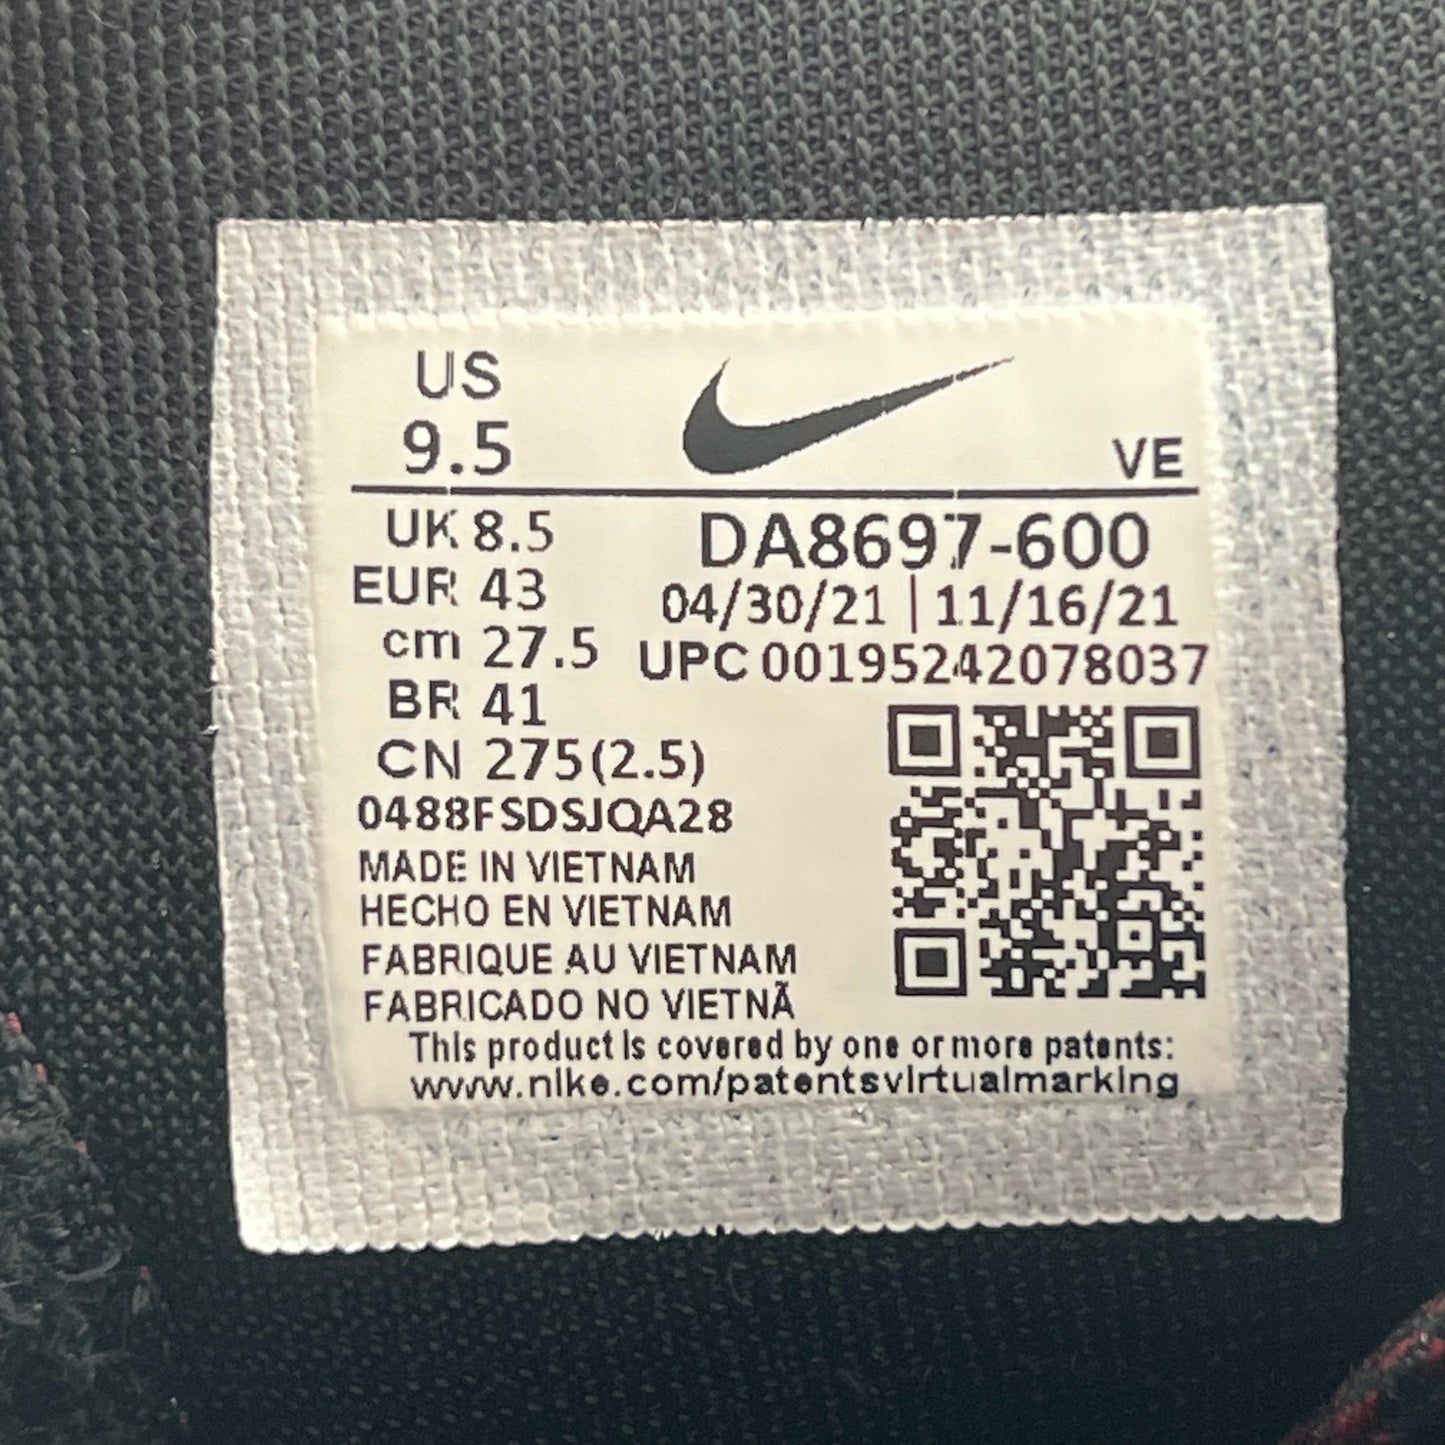 US
9.5
VE
UK 8.5
EUR 43
cm 27.5
BR 41
CN 275(2.5)
DA8697-600
04/30/21 | 11/16/21
UPC 00195242078037
0488FSDSJQA28
MADE IN VIETNAM
HECHO EN VIETNAM
FABRIQUE AU VIETNAM
FABRICADO NO VIETNÃ
This product is covered by one or more patents:
www.nike.com/patentsvirtualmarking